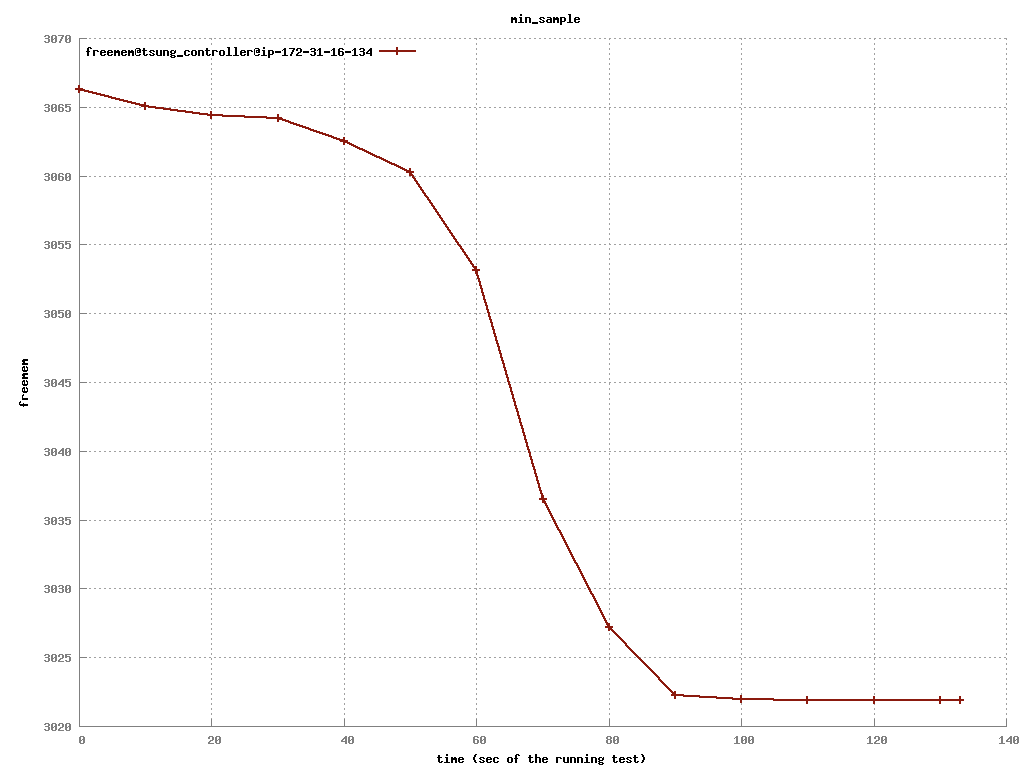 min_sample
freemem@tsung_controller@ip-172-31-16-134
3070
3065
3060
3055
3050
3045
3040
3035
3030
3025
3020
freemem
0 20 40 60 80 100 120 140
time (sec of the running test)